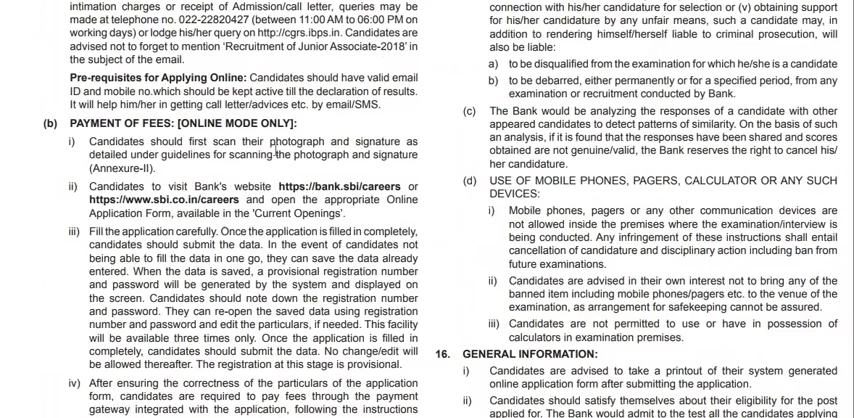 intimation charges or receipt of Admission/call letter, queries may be
made at telephone no. 022-22820427 (between 11:00 AM to 06:00 PM on
working days) or lodge his/her query on http://cgrs.ibps.in. Candidates are
advised not to forget to mention 'Recruitment of Junior Associate-2018' in
the subject of the email.
Pre-requisites for Applying Online: Candidates should have valid email
ID and mobile no.which should be kept active till the declaration of results.
It will help him/her in getting call letter/advices etc. by email/SMS.
(b) PAYMENT OF FEES: [ONLINE MODE ONLY]:
i) Candidates should first scan their photograph and signature as
detailed under guidelines for scanning the photograph and signature
(Annexure-II).
ii) Candidates to visit Bank's website https://bank.sbi/careers or
https://www.sbi.co.in/careers and open the appropriate Online
Application Form, available in the 'Current Openings'.
iii) Fill the application carefully. Once the application is filled in completely,
candidates should submit the data. In the event of candidates not
being able to fill the data in one go, they can save the data already
entered. When the data is saved, a provisional registration number
and password will be generated by the system and displayed on
the screen. Candidates should note down the registration number
and password. They can re-open the saved data using registration
number and password and edit the particulars, if needed. This facility
will be available three times only. Once the application is filled in
completely, candidates should submit the data. No change/edit will
be allowed thereafter. The registration at this stage is provisional.
iv) After ensuring the correctness of the particulars of the application
form, candidates are required to pay fees through the payment
gateway integrated with the application, following the instructions
connection with his/her candidature for selection or (v) obtaining support
for his/her candidature by any unfair means, such a candidate may, in
addition to rendering himself/herself liable to criminal prosecution, will
also be liable:
a) to be disqualified from the examination for which he/she is a candidate
b) to be debarred, either permanently or for a specified period, from any
examination or recruitment conducted by Bank.
(c) The Bank would be analyzing the responses of a candidate with other
appeared candidates to detect patterns of similarity. On the basis of such
an analysis, if it is found that the responses have been shared and scores
obtained are not genuine/valid, the Bank reserves the right to cancel his/
her candidature.
(d) USE OF MOBILE PHONES, PAGERS, CALCULATOR OR ANY SUCH
DEVICES:
i) Mobile phones, pagers or any other communication devices are
not allowed inside the premises where the examination/interview is
being conducted. Any infringement of these instructions shall entail
cancellation of candidature and disciplinary action including ban from
future examinations.
ii) Candidates are advised in their own interest not to bring any of the
banned item including mobile phones/pagers etc. to the venue of the
examination, as arrangement for safekeeping cannot be assured.
iii) Candidates are not permitted to use or have in possession of
calculators in examination premises.
16. GENERAL INFORMATION:
i) Candidates are advised to take a printout of their system generated
online application form after submitting the application.
ii) Candidates should satisfy themselves about their eligibility for the post
applied for. The Bank would admit to the test all the candidates applying